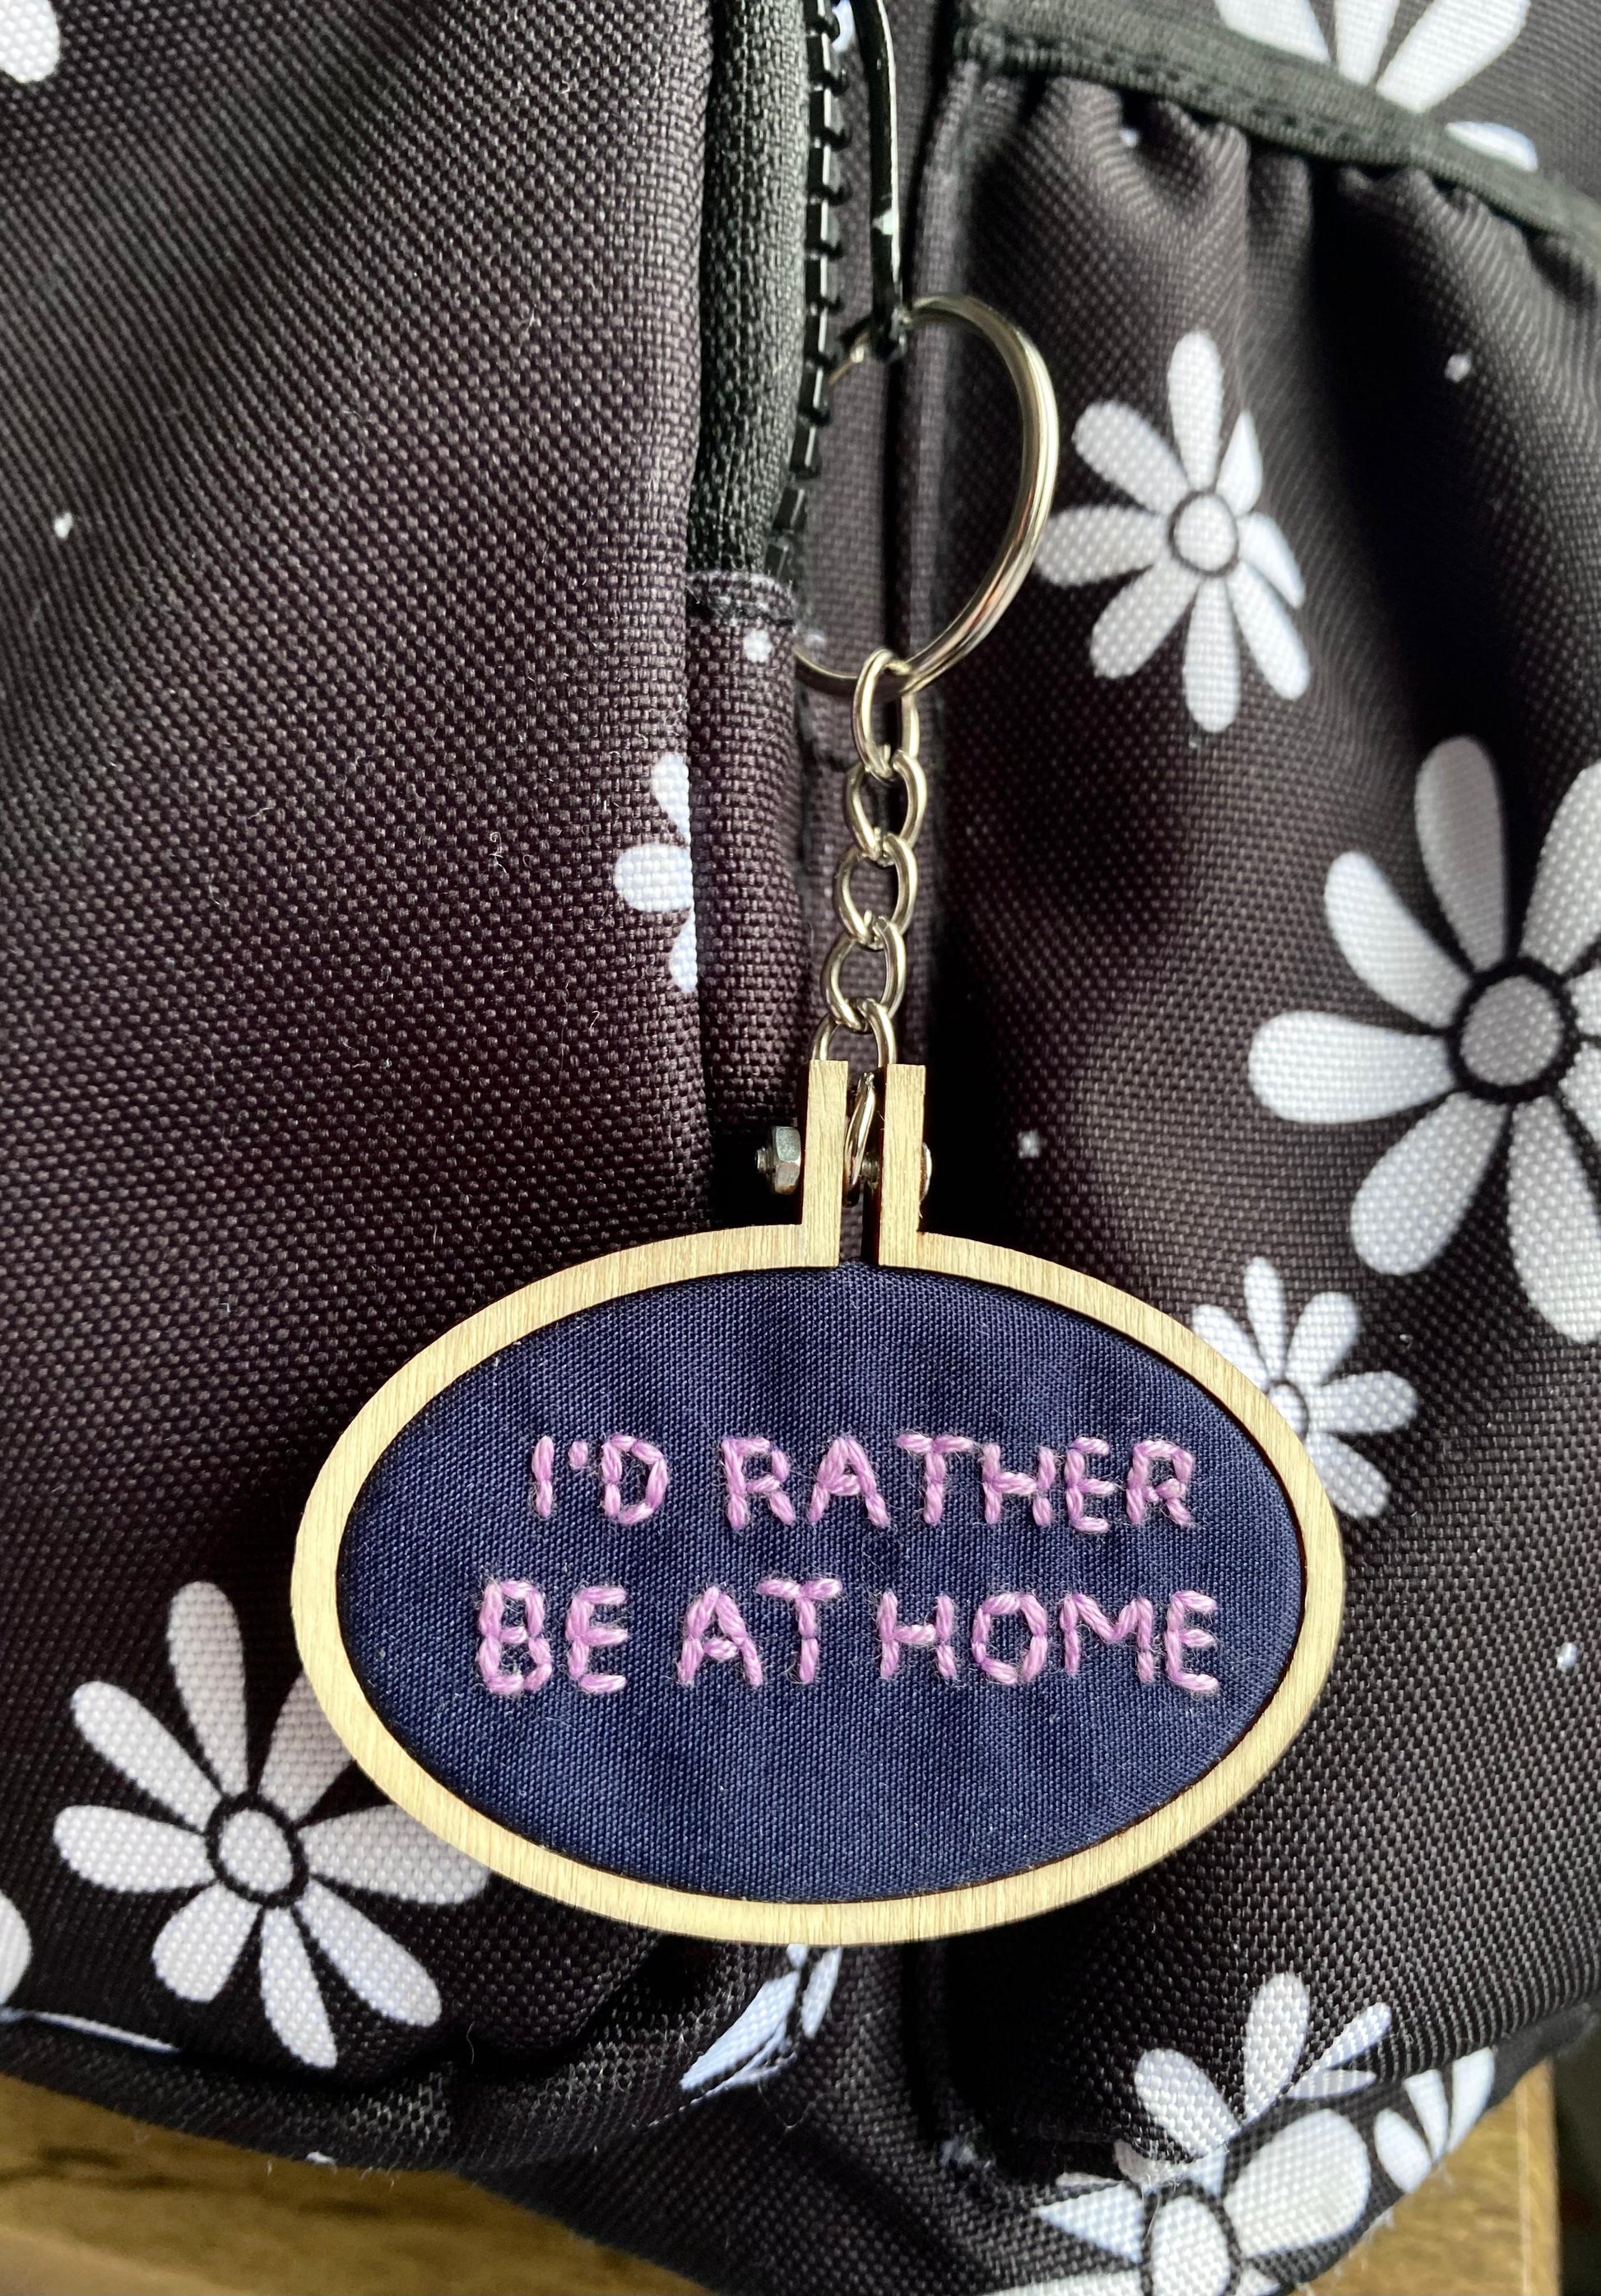 I'D RATHER
BE AT HOME